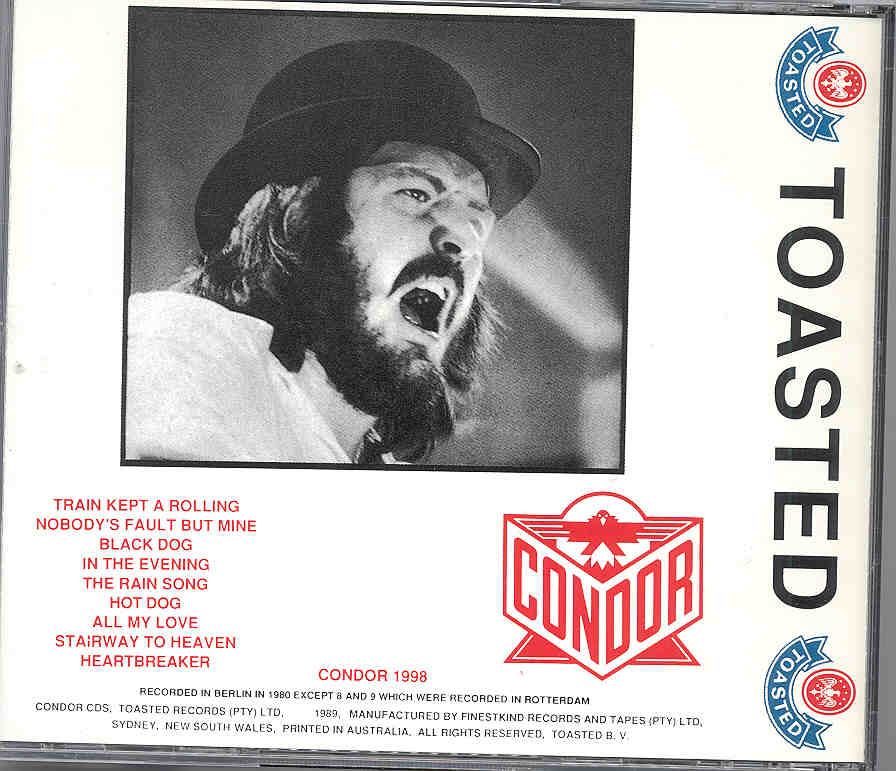 TOASTED
TOASTED
TRAIN KEPT A ROLLING
NOBODY'S FAULT BUT MINE
BLACK DOG
IN THE EVENING
THE RAIN SONG
HOT DOG
ALL MY LOVE
STAiRWAY TO HEAVEN
HEARTBREAKER
CONDOR
CONDOR 1998
RECORDED IN BERLIN IN 1980 EXCEPT 8 AND 9 WHICH WERE RECORDED IN ROTTERDAM
CONDOR CDS, TOASTED RECORDS (PTY) LTD, 1989, MANUFACTURED BY FINESTKIND RECORDS AND TAPES (PTY) LTD,
SYDNEY, NEW SOUTH WALES, PRINTED IN AUSTRALIA, ALL RIGHTS RESERVED, TOASTED B. V.
TOASTED